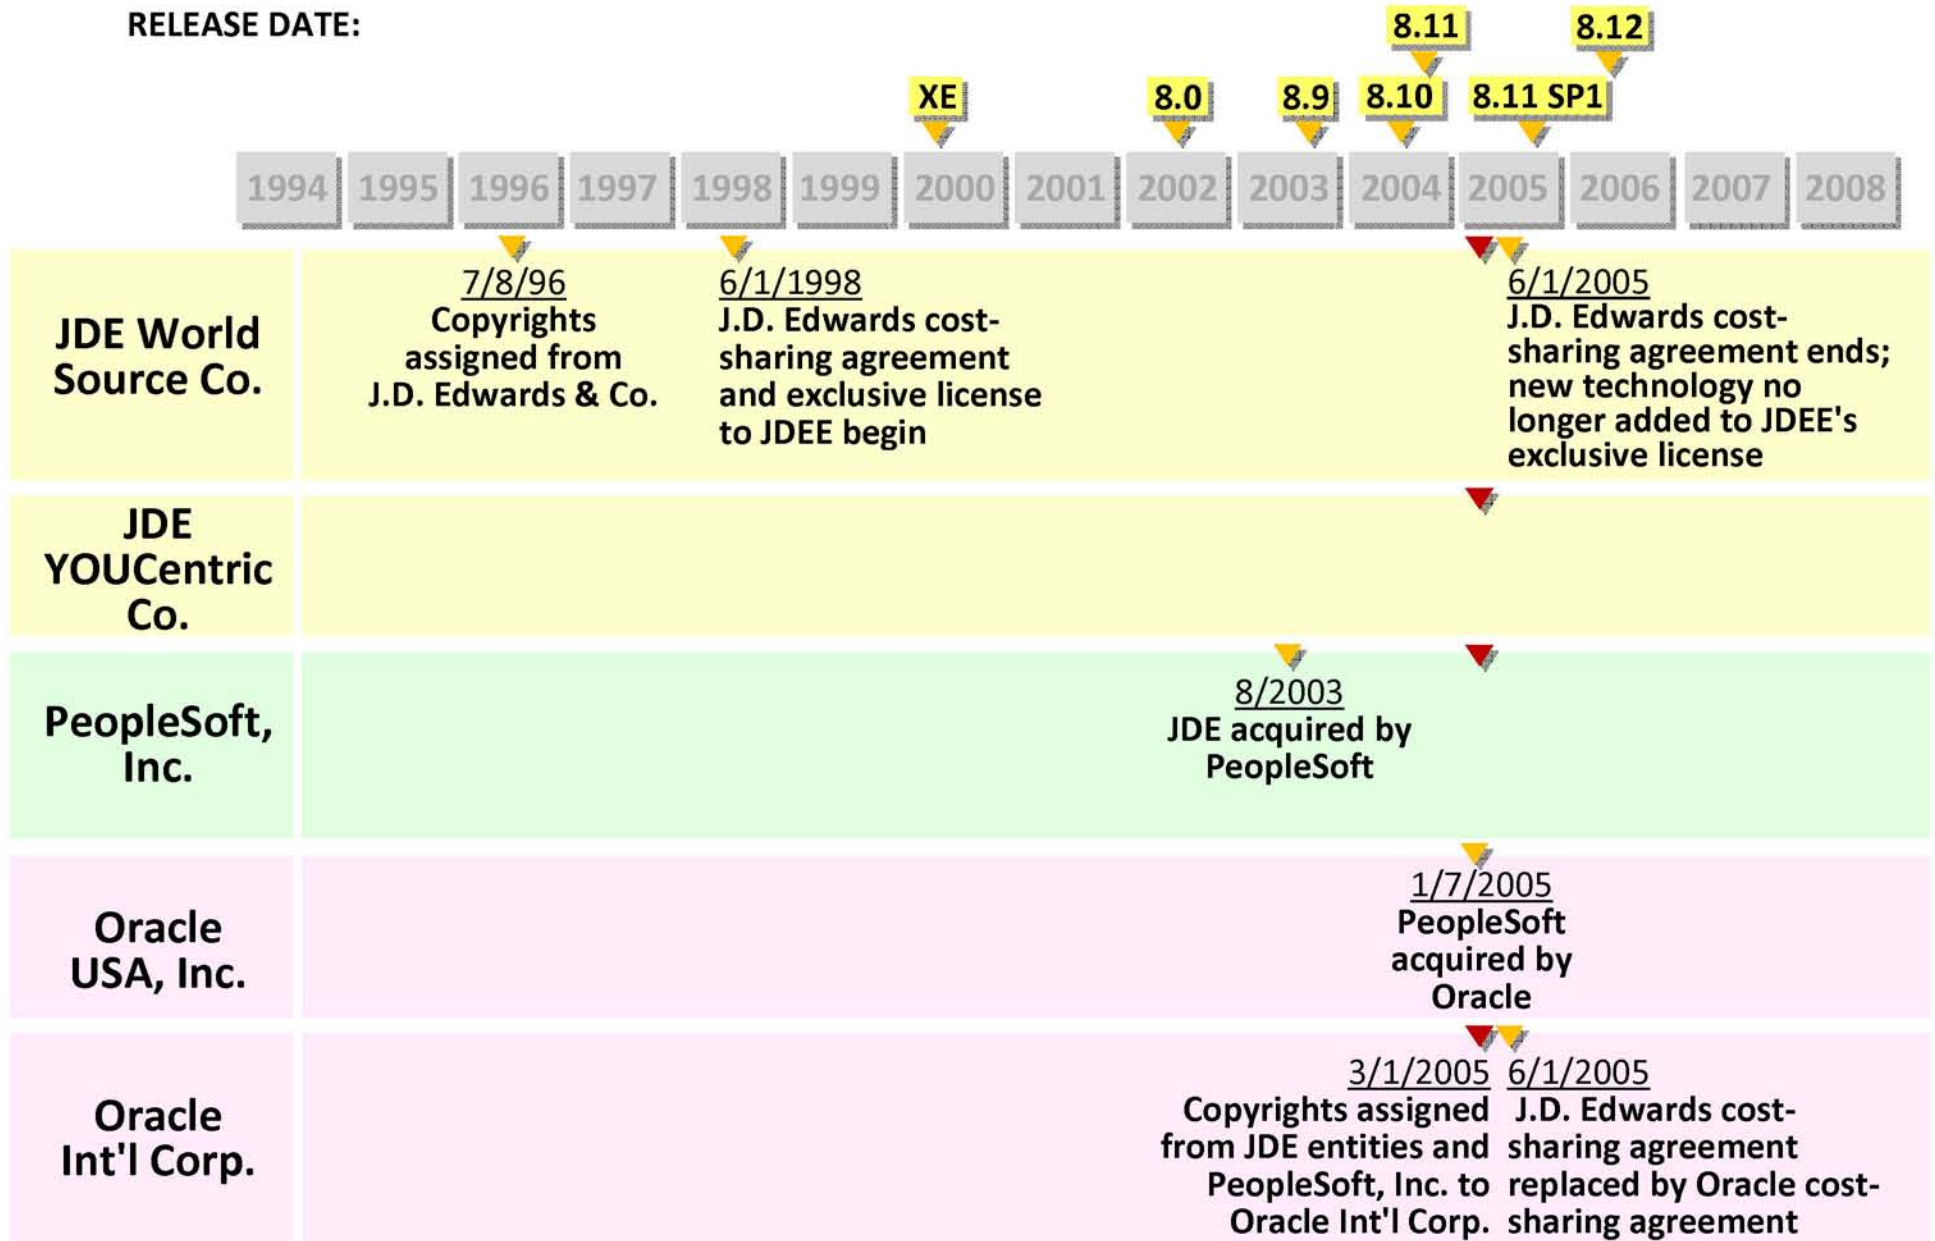 RELEASE DATE:
8.11
8.12
XE
8.0
8.9
8.10
8.11 SP1
1994
1995
1996
1997
1998
1999
2000
2001
2002
2003
2004
2005
2006
2007
2008
JDE World
Source Co.
7/8/96
Copyrights
assigned from
J.D. Edwards & Co.
6/1/1998
J.D. Edwards cost-
sharing agreement
and exclusive license
to JDEE begin
6/1/2005
J.D. Edwards cost-
sharing agreement ends;
new technology no
longer added to JDEE's
exclusive license
JDE
YOUCentric
Co.
PeopleSoft,
Inc.
8/2003
JDE acquired by
PeopleSoft
Oracle
USA, Inc.
1/7/2005
PeopleSoft
acquired by
Oracle
Oracle
Int'l Corp.
3/1/2005
Copyrights assigned
from JDE entities and
PeopleSoft, Inc. to
Oracle Int'l Corp.
6/1/2005
J.D. Edwards cost-
sharing agreement
replaced by Oracle cost-
sharing agreement